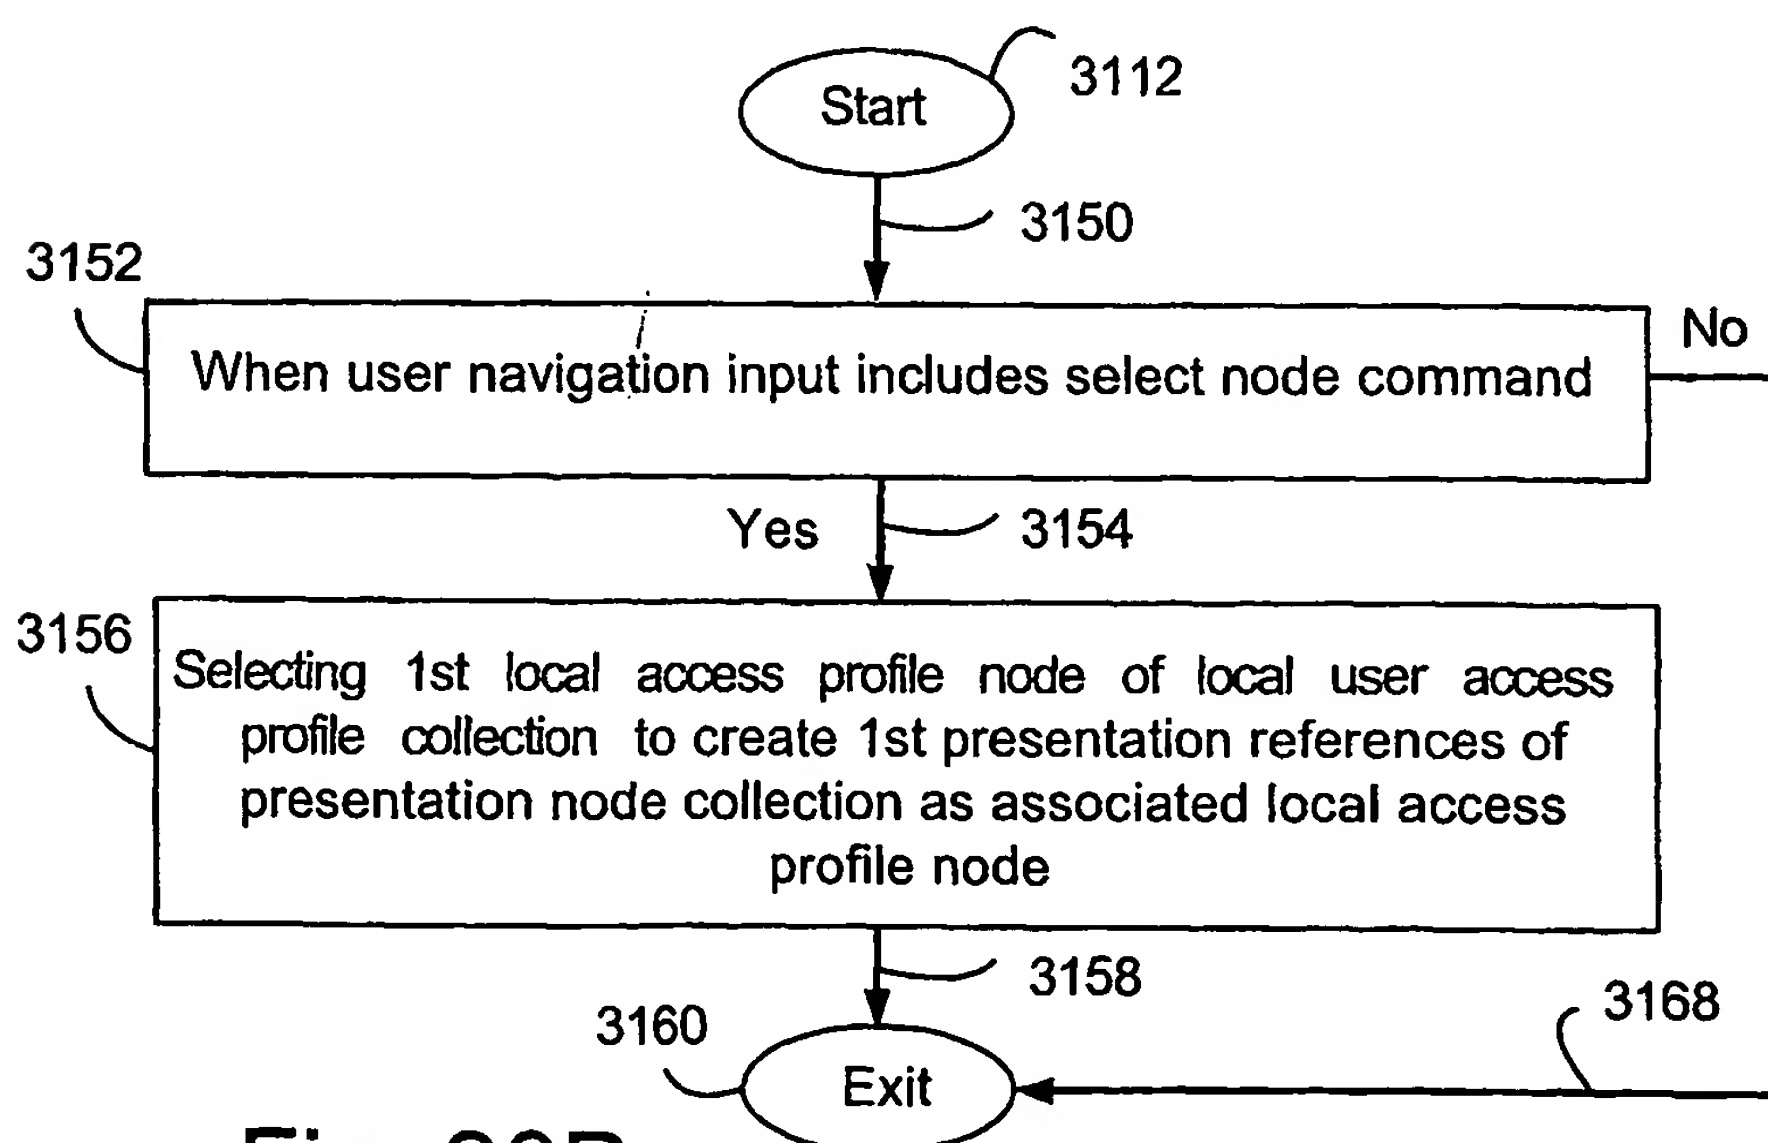 Start
3112
3150
3152
No
When user navigation input includes select node command
Yes
3154
3156
Selecting 1st local access profile node of local user access
profile collection to create 1st presentation references of
presentation node collection as associated local access
profile node
3158
3168
3160
Exit